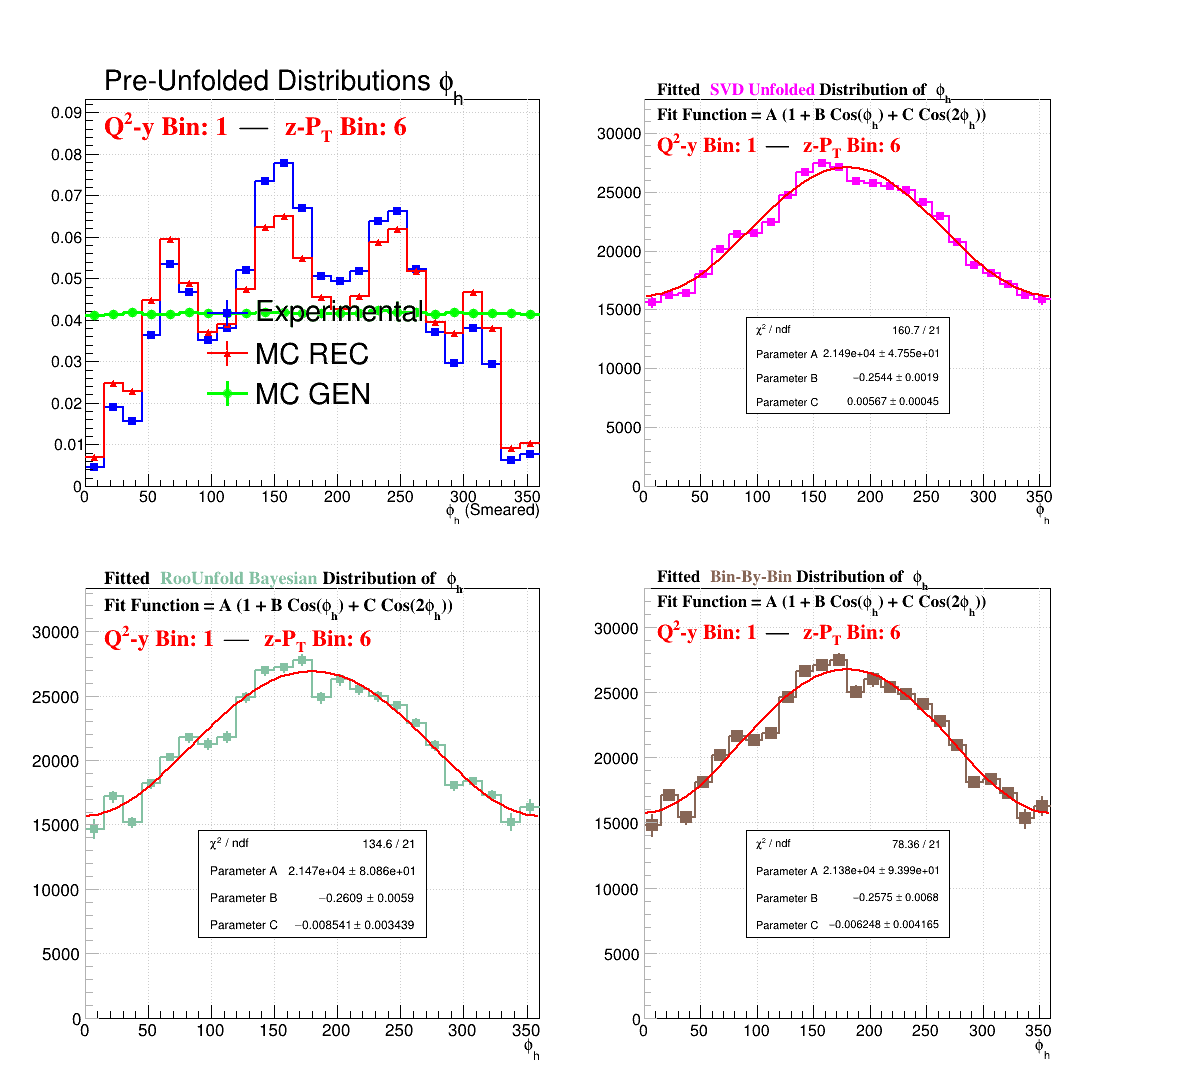 Pre-Unfolded Distributions ϕh
Q2-y Bin: 1 — z-PT Bin: 6
0.09
0.08
0.07
0.06
0.05
0.04
0.03
0.02
0.01
0
Experimental
MC REC
MC GEN
0 50 100 150 200 250 300 350
ϕh (Smeared)
Fitted SVD Unfolded Distribution of ϕh
Fit Function = A (1 + B Cos(ϕh) + C Cos(2ϕh))
Q2-y Bin: 1 — z-PT Bin: 6
30000
25000
20000
15000
10000
5000
0
χ2 / ndf 160.7 / 21
Parameter A 2.149e+04 ± 4.755e+01
Parameter B −0.2544 ± 0.0019
Parameter C 0.00567 ± 0.00045
0 50 100 150 200 250 300 350
ϕh
Fitted RooUnfold Bayesian Distribution of ϕh
Fit Function = A (1 + B Cos(ϕh) + C Cos(2ϕh))
Q2-y Bin: 1 — z-PT Bin: 6
30000
25000
20000
15000
10000
5000
0
χ2 / ndf 134.6 / 21
Parameter A 2.147e+04 ± 8.086e+01
Parameter B −0.2609 ± 0.0059
Parameter C −0.008541 ± 0.003439
0 50 100 150 200 250 300 350
ϕh
Fitted Bin-By-Bin Distribution of ϕh
Fit Function = A (1 + B Cos(ϕh) + C Cos(2ϕh))
Q2-y Bin: 1 — z-PT Bin: 6
30000
25000
20000
15000
10000
5000
0
χ2 / ndf 78.36 / 21
Parameter A 2.138e+04 ± 9.399e+01
Parameter B −0.2575 ± 0.0068
Parameter C −0.006248 ± 0.004165
0 50 100 150 200 250 300 350
ϕh